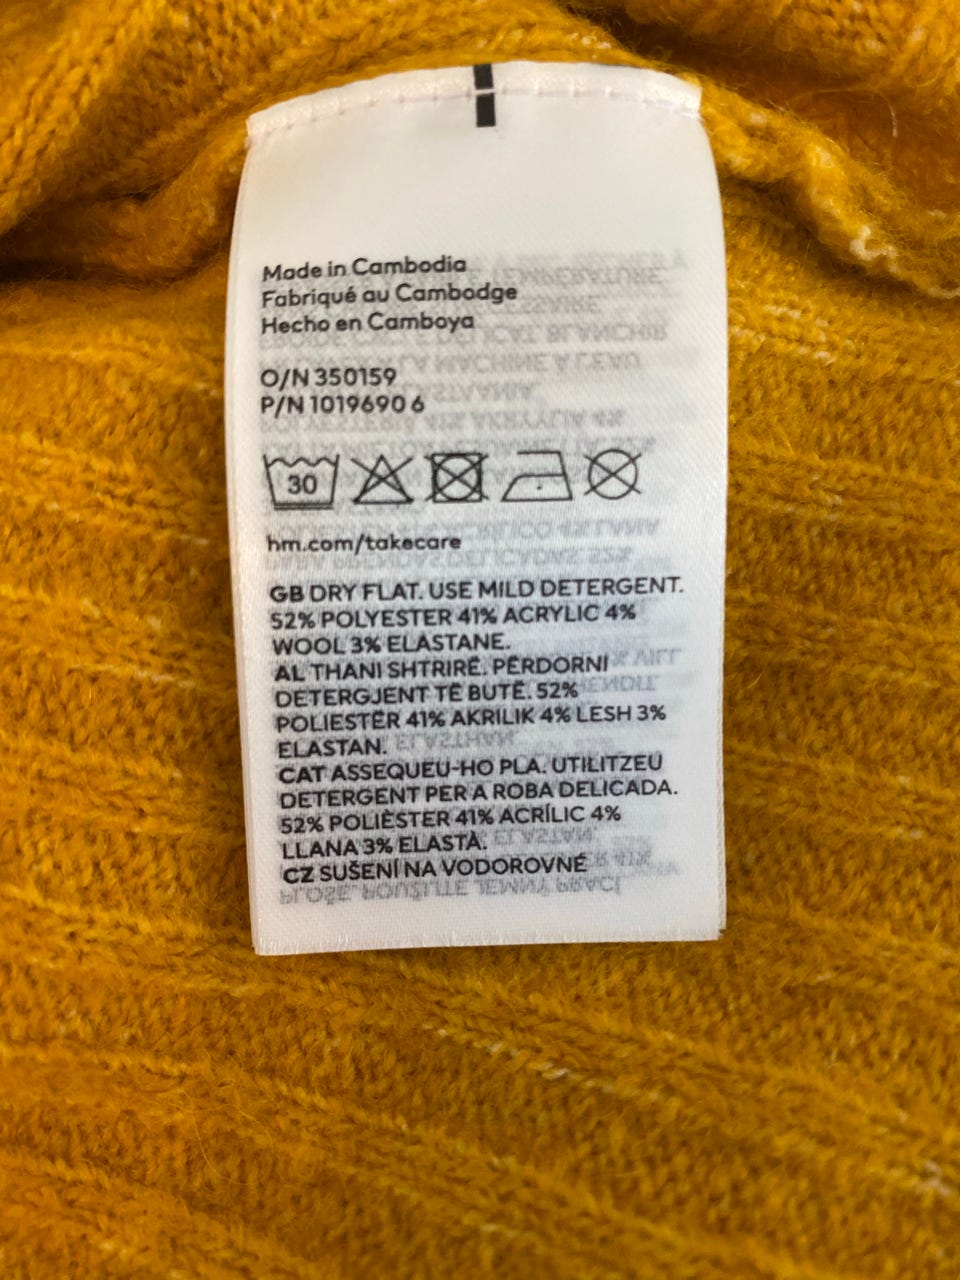 Made in Cambodia
Fabriqué au Cambodge
Hecho en Camboya
O/N 350159
P/N 1019690 6
30
hm.com/takecare
GB DRY FLAT. USE MILD DETERGENT.
52% POLYESTER 41% ACRYLIC 4%
WOOL 3% ELASTANE.
AL THANI SHTRIRË. PËRDORNI
DETERGJENT TË BUTË. 52%
POLIESTËR 41% AKRILIK 4% LESH 3%
ELASTAN.
CAT ASSEQUEU-HO PLA. UTILITZEU
DETERGENT PER A ROBA DELICADA.
52% POLIÈSTER 41% ACRÍLIC 4%
LLANA 3% ELASTÀ.
CZ SUŠENÍ NA VODOROVNÉ